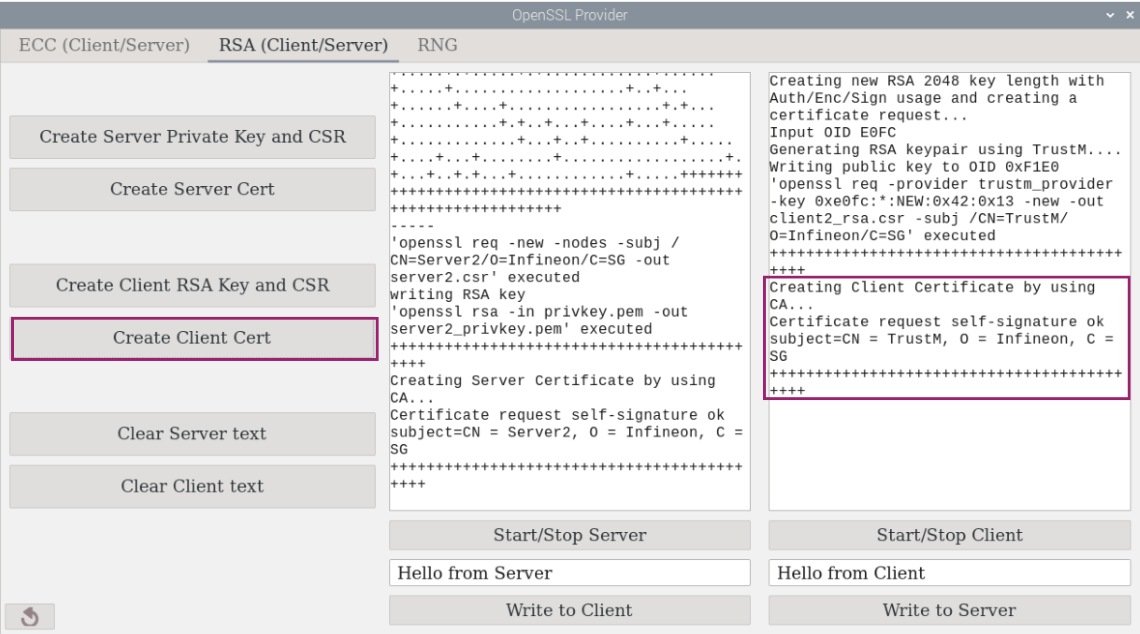 OpenSSL Provider
ECC (Client/Server) RSA (Client/Server) RNG
Create Server Private Key and CSR
Create Server Cert
Create Client RSA Key and CSR
Create Client Cert
Clear Server text
Clear Client text
+.....+...................+..+...
+......+....+.................+.+...
+...........+.+..+...+....+...+.....
+.............+...+..+..........+.....
+....+...+........+..................+.
+...+..+.+...+............+.....+++++++
+++++++++++++++++++++++++++++++++++++++
+++++++++++++++++++
-----
'openssl req -new -nodes -subj /
CN=Server2/O=Infineon/C=SG -out
server2.csr' executed
writing RSA key
'openssl rsa -in privkey.pem -out
server2_privkey.pem' executed
+++++++++++++++++++++++++++++++++++++++
++++
Creating Server Certificate by using
CA...
Certificate request self-signature ok
subject=CN = Server2, O = Infineon, C =
SG
+++++++++++++++++++++++++++++++++++++++
++++
Start/Stop Server
Hello from Server
Write to Client
Creating new RSA 2048 key length with
Auth/Enc/Sign usage and creating a
certificate request...
Input OID E0FC
Generating RSA keypair using TrustM....
Writing public key to OID 0xF1E0
'openssl req -provider trustm_provider
-key 0xe0fc:*:NEW:0x42:0x13 -new -out
client2_rsa.csr -subj /CN=TrustM/
O=Infineon/C=SG' executed
+++++++++++++++++++++++++++++++++++++++
++++
Creating Client Certificate by using
CA...
Certificate request self-signature ok
subject=CN = TrustM, O = Infineon, C =
SG
+++++++++++++++++++++++++++++++++++++++
++++
Start/Stop Client
Hello from Client
Write to Server